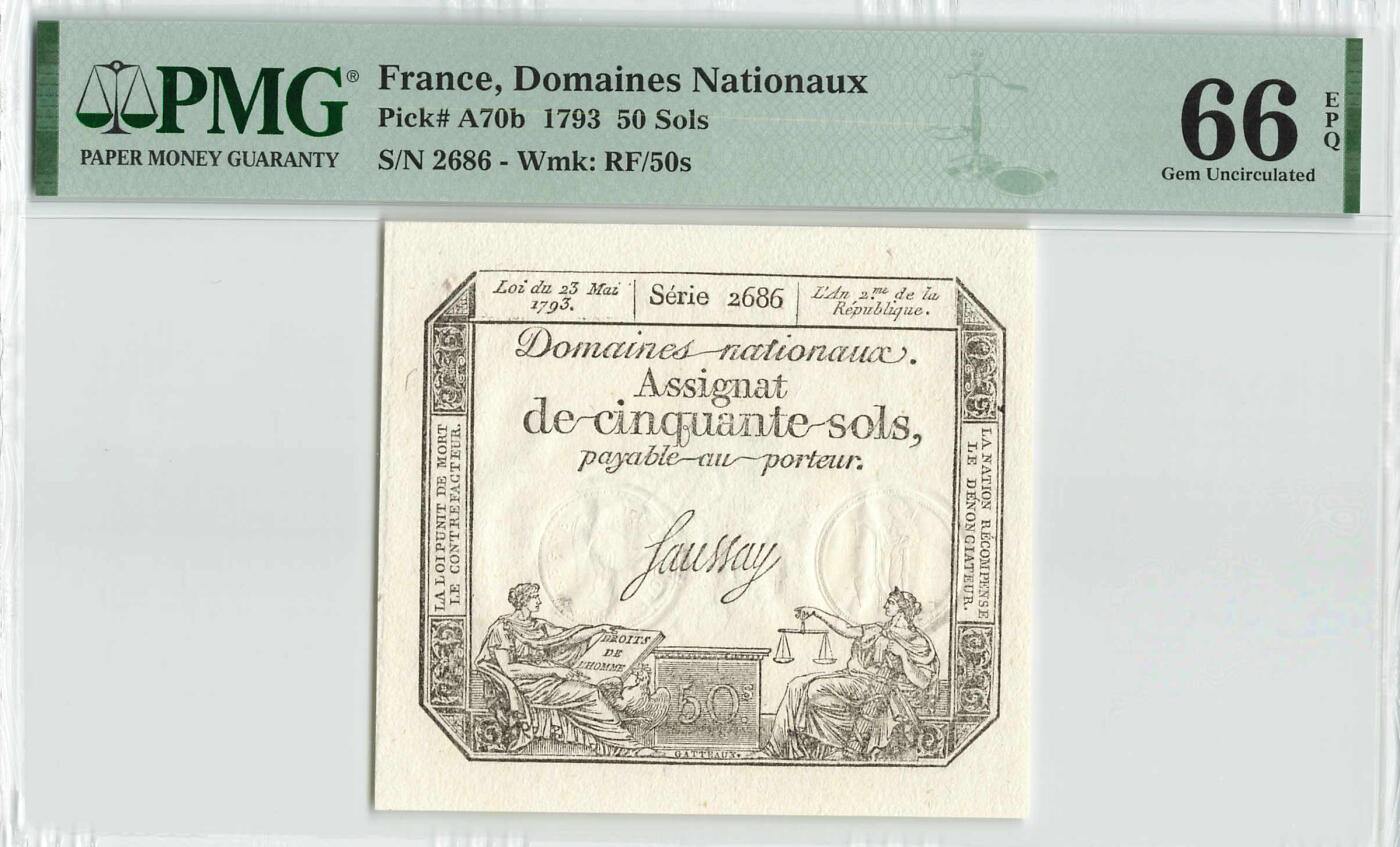 PMG®
PAPER MONEY GUARANTY
France, Domaines Nationaux
Pick# A70b 1793 50 Sols
S/N 2686 - Wmk: RF/50s
66
EPQ
Gem Uncirculated
Loi du 23 Mai
1793.
Série 2686
L'An 2.me de la
République.
Domaines nationaux.
Assignat
de cinquante sols,
payable au porteur.
LA LOI PUNIT DE MORT
LE CONTREFACTEUR.
LA NATION RÉCOMPENSE
LE DÉNONCIATEUR.
Saussay
DROITS
DE
L'HOMME
50.s
GATTEAUX.